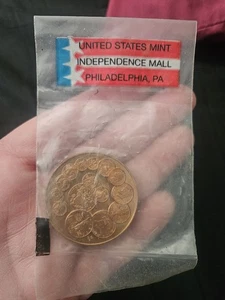 UNITED STATES MINT
INDEPENDENCE MALL
PHILADELPHIA, PA